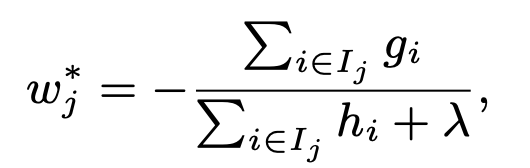 w_j^* = -\frac{\sum_{i \in I_j} g_i}{\sum_{i \in I_j} h_i + \lambda},